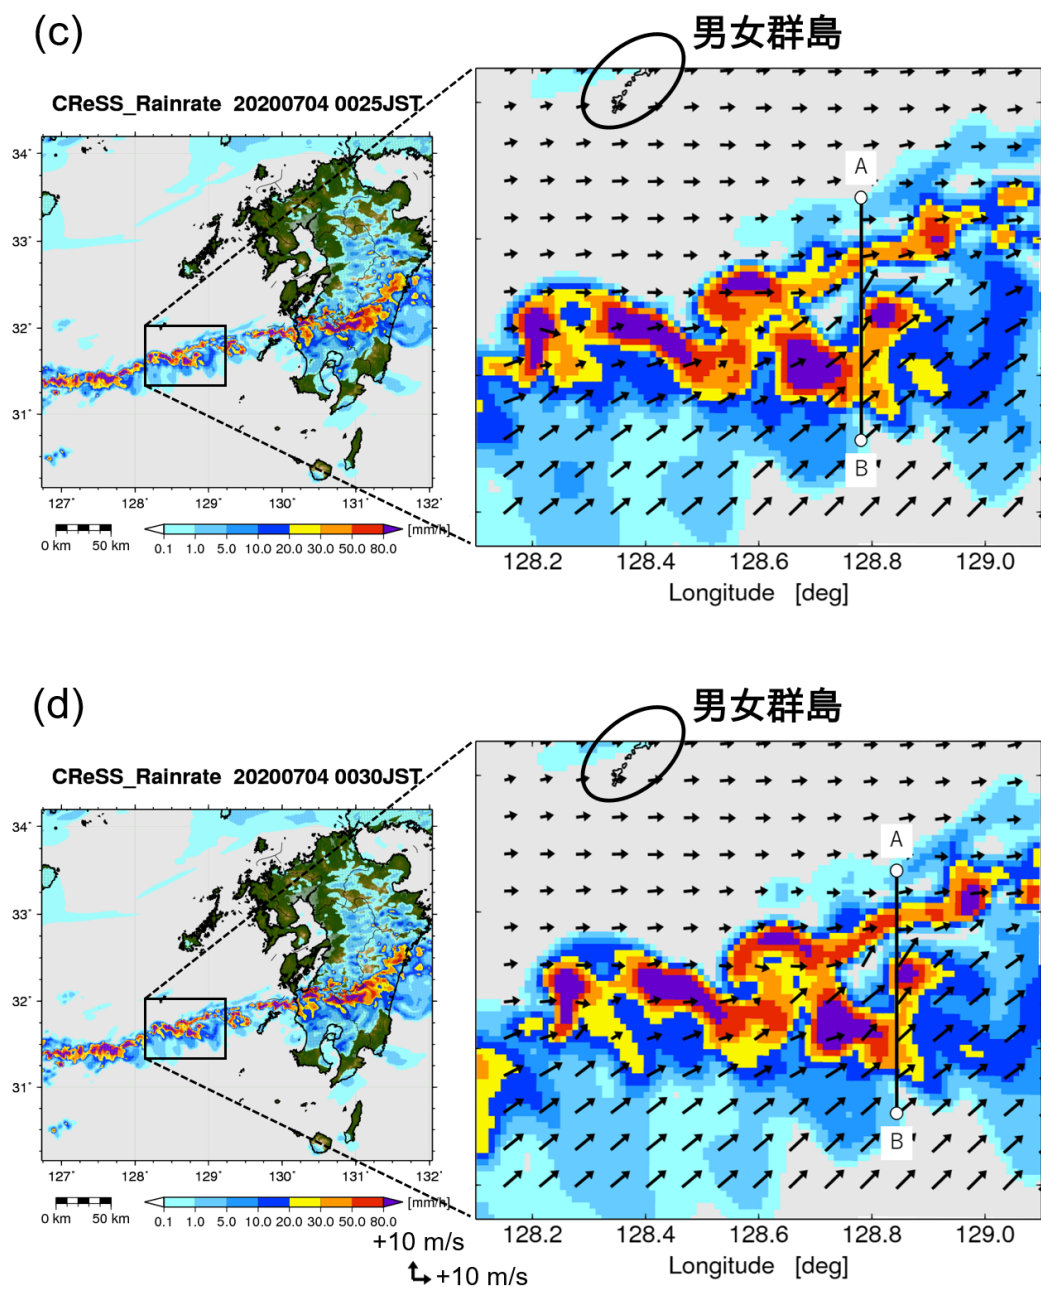 (c)
男女群島
CReSS_Rainrate 20200704 0025JST
34°
33°
32°
31°
127° 128° 129° 130° 131° 132°
0 km 50 km
0.1 1.0 5.0 10.0 20.0 30.0 50.0 80.0 [mm/h]
A
B
128.2 128.4 128.6 128.8 129.0
Longitude [deg]
(d)
男女群島
CReSS_Rainrate 20200704 0030JST
34°
33°
32°
31°
127° 128° 129° 130° 131° 132°
0 km 50 km
0.1 1.0 5.0 10.0 20.0 30.0 50.0 80.0 [mm/h]
A
B
128.2 128.4 128.6 128.8 129.0
Longitude [deg]
+10 m/s
+10 m/s